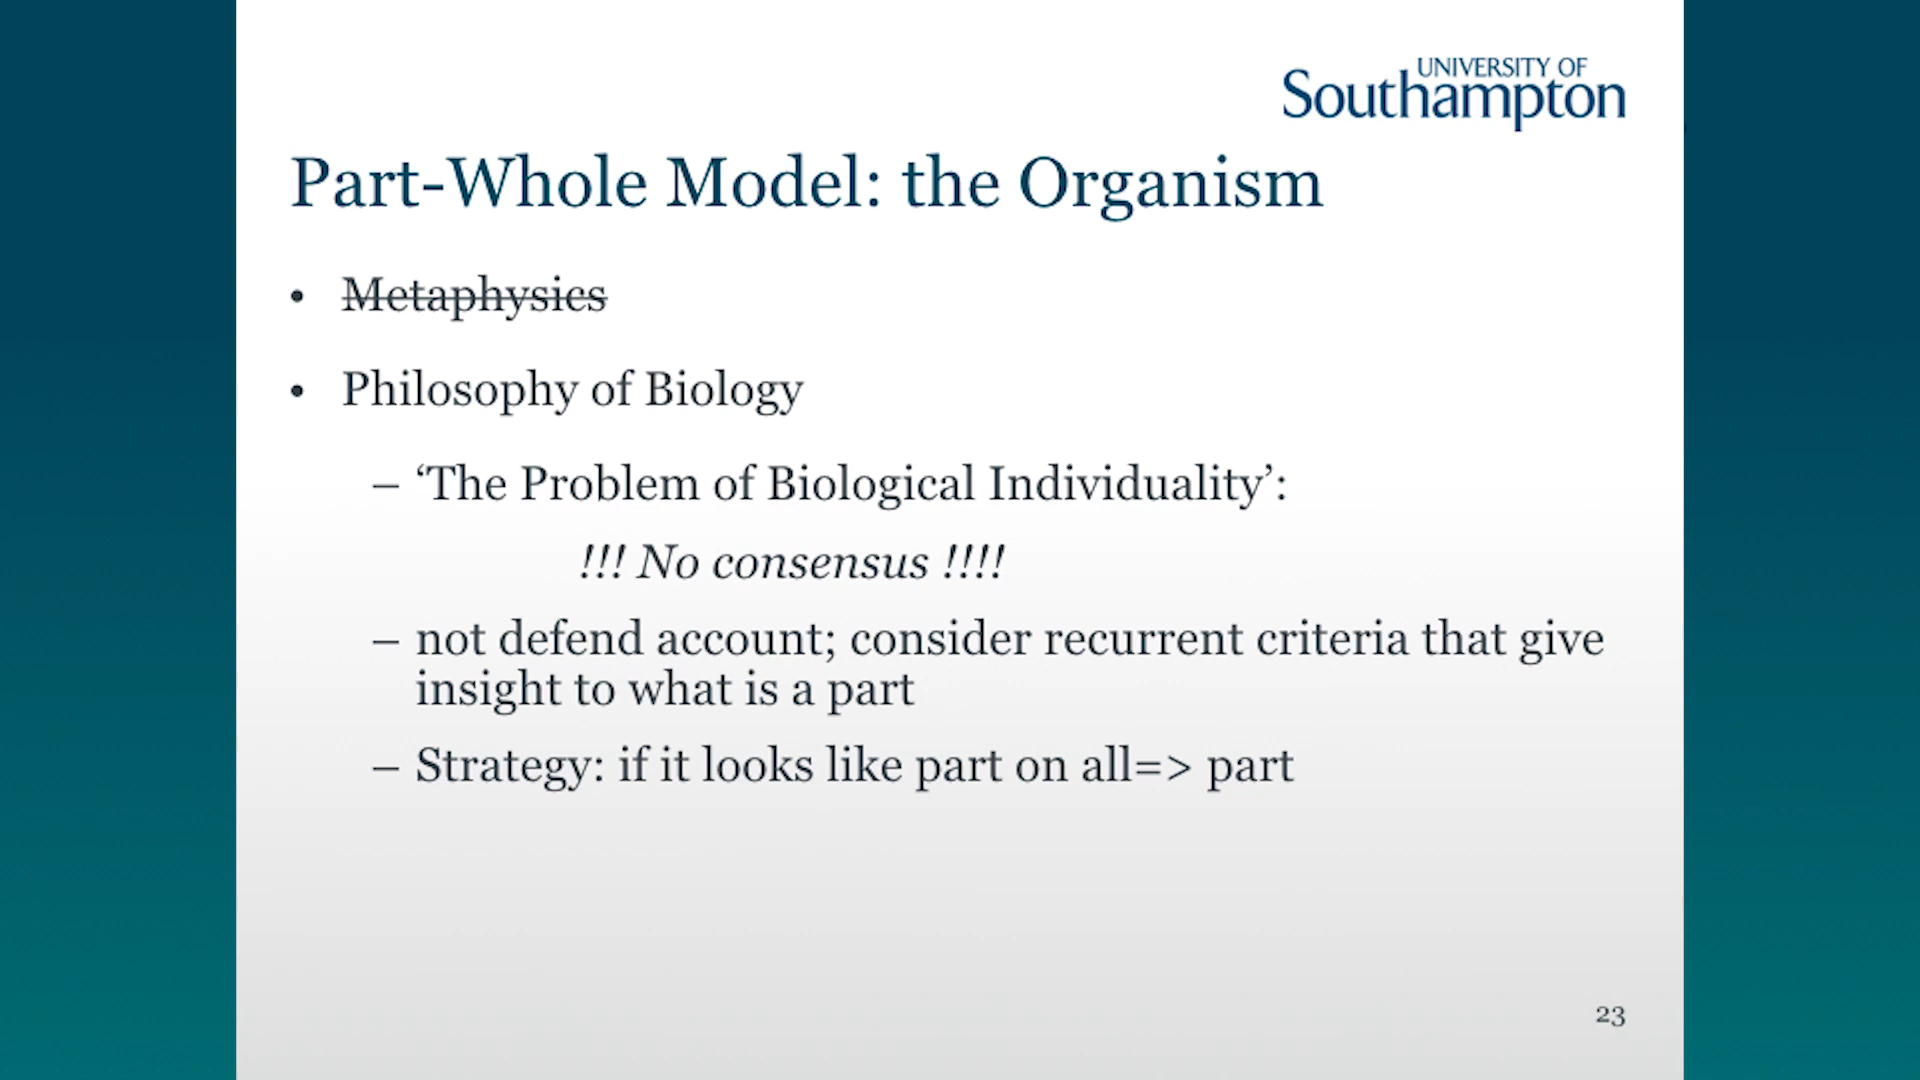 UNIVERSITY OF
Southampton
Part-Whole Model: the Organism
• Metaphysics
• Philosophy of Biology
– ‘The Problem of Biological Individuality’:
!!! No consensus !!!!
– not defend account; consider recurrent criteria that give
insight to what is a part
– Strategy: if it looks like part on all=> part
23